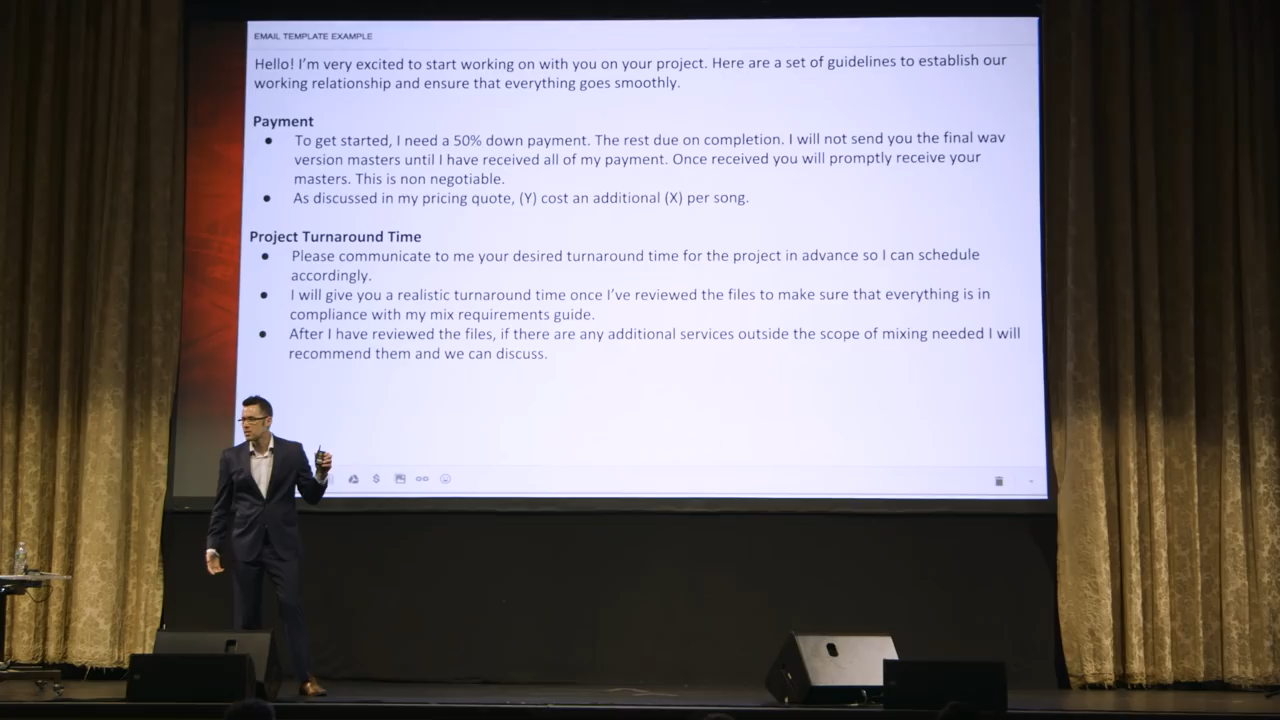 EMAIL TEMPLATE EXAMPLE
Hello! I'm very excited to start working on with you on your project. Here are a set of guidelines to establish our
working relationship and ensure that everything goes smoothly.
Payment
● To get started, I need a 50% down payment. The rest due on completion. I will not send you the final wav
version masters until I have received all of my payment. Once received you will promptly receive your
masters. This is non negotiable.
● As discussed in my pricing quote, (Y) cost an additional (X) per song.
Project Turnaround Time
● Please communicate to me your desired turnaround time for the project in advance so I can schedule
accordingly.
● I will give you a realistic turnaround time once I've reviewed the files to make sure that everything is in
compliance with my mix requirements guide.
● After I have reviewed the files, if there are any additional services outside the scope of mixing needed I will
recommend them and we can discuss.